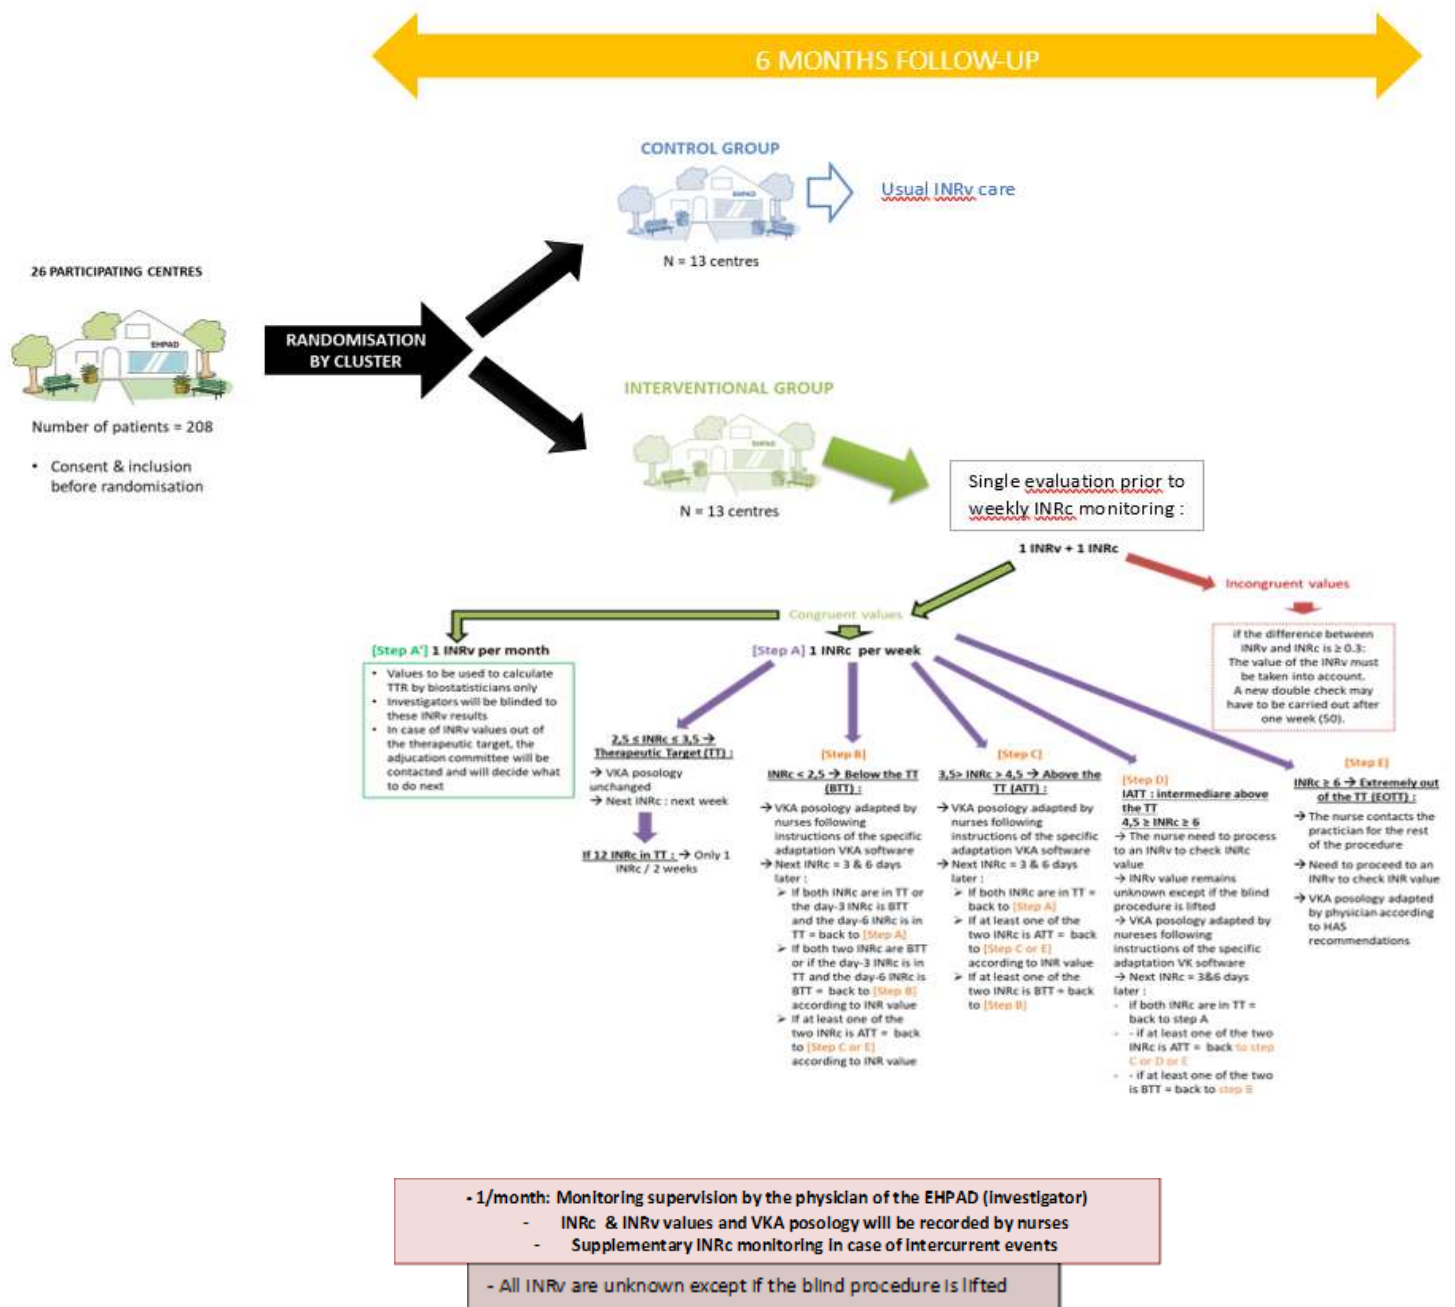 6 MONTHS FOLLOW-UP
CONTROL GROUP
EHPAD
Usual INRv care
N = 13 centres
26 PARTICIPATING CENTRES
EHPAD
Number of patients = 208
• Consent & inclusion
before randomisation
RANDOMISATION
BY CLUSTER
INTERVENTIONAL GROUP
EHPAD
N = 13 centres
Single evaluation prior to
weekly INRc monitoring :
1 INRv + 1 INRc
Incongruent values
if the difference between
INRv and INRc is ≥ 0.3:
The value of the INRv must
be taken into account.
A new double check may
have to be carried out after
one week (50).
Congruent values
[Step A'] 1 INRv per month
• Values to be used to calculate
TTR by biostatisticians only
• Investigators will be blinded to
these INRv results
• In case of INRv values out of
the therapeutic target, the
adjucation committee will be
contacted and will decide what
to do next
[Step A] 1 INRc per week
2,5 ≤ INRc ≤ 3,5 →
Therapeutic Target (TT) :
→ VKA posology
unchanged
→ Next INRc : next week
If 12 INRc in TT : → Only 1
INRc / 2 weeks
[Step B]
INRc < 2,5 → Below the TT
(BTT) :
→ VKA posology adapted by
nurses following
instructions of the specific
adaptation VKA software
→ Next INRc = 3 & 6 days
later :
➢ If both INRc are in TT or
the day-3 INRc is BTT
and the day-6 INRc is in
TT = back to [Step A]
➢ If both two INRc are BTT
or if the day-3 INRc is in
TT and the day-6 INRc is
BTT = back to [Step B]
according to INR value
➢ If at least one of the
two INRc is ATT = back
to [Step C or E]
according to INR value
[Step C]
3,5> INRc > 4,5 → Above the
TT (ATT) :
→ VKA posology adapted by
nurses following
instructions of the specific
adaptation VKA software
→ Next INRc = 3 & 6 days
later :
➢ If both INRc are in TT =
back to [Step A]
➢ If at least one of the
two INRc is ATT = back
to [Step C or E]
according to INR value
➢ If at least one of the
two INRc is BTT = back
to [Step B]
[Step D]
IATT : intermediare above
the TT
4,5 ≥ INRc ≥ 6
→ The nurse need to process
to an INRv to check INRc
value
→ INRv value remains
unknown except if the blind
procedure is lifted
→ VKA posology adapted by
nureses following
instructions of the specific
adaptation VK software
→ Next INRc = 3&6 days
later :
- if both INRc are in TT =
back to step A
- - if at least one of the two
INRc is ATT = back to step
C or D or E
- - if at least one of the two
is BTT = back to step B
[Step E]
INRc ≥ 6 → Extremely out
of the TT (EOTT) :
→ The nurse contacts the
practician for the rest
of the procedure
→ Need to proceed to an
INRv to check INR value
→ VKA posology adapted
by physician according
to HAS
recommendations
- 1/month: Monitoring supervision by the physician of the EHPAD (investigator)
- INRc & INRv values and VKA posology will be recorded by nurses
- Supplementary INRc monitoring in case of intercurrent events
- All INRv are unknown except if the blind procedure is lifted